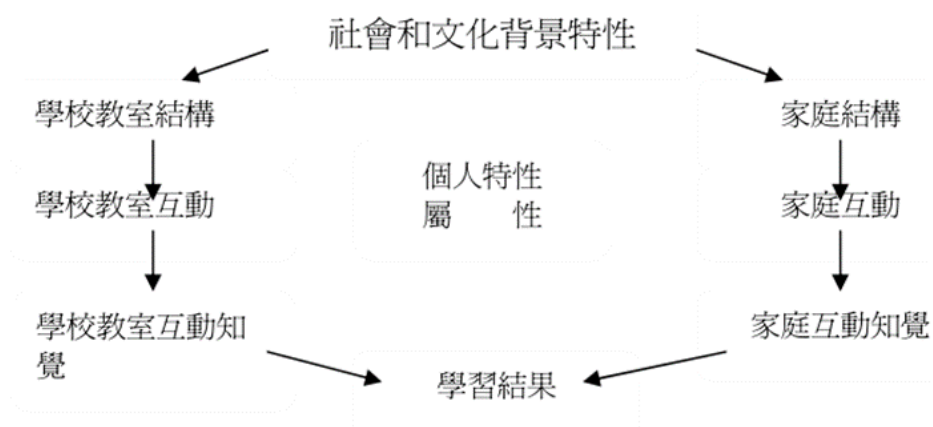 社會和文化背景特性
學校教室結構
家庭結構
個人特性
屬 性
學校教室互動
家庭互動
學校教室互動知
覺
家庭互動知覺
學習結果